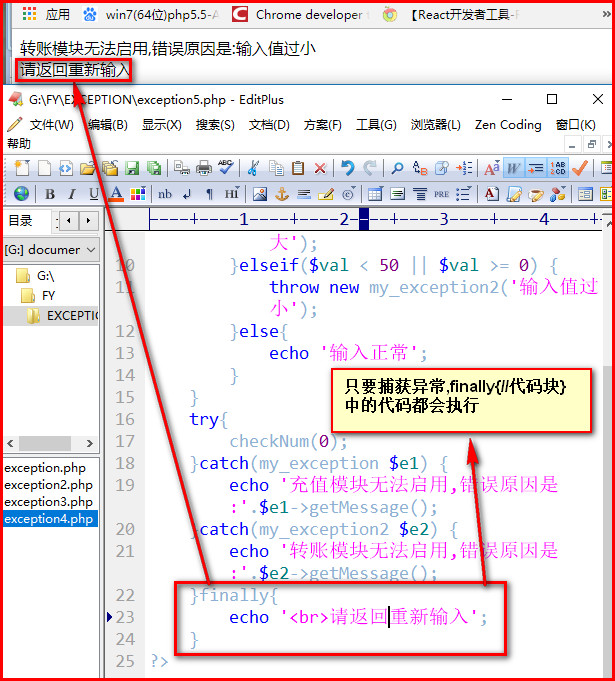 应用 win7(64位)php5.5-A Chrome developer t 【React开发者工具-F
转账模块无法启用,错误原因是:输入值过小
请返回重新输入
G:\FY\EXCEPTION\exception5.php - EditPlus
文件(W) 编辑(B) 显示(X) 搜索(S) 文档(D) 方案(F) 工具(G) 浏览器(L) Zen Coding 窗口(K)
帮助
目录
[G:] documer
G:\
FY
EXCEPTIO
exception.php
exception2.php
exception3.php
exception4.php
----1----+----2----+----3----+----4----+-
大');
10 }elseif($val < 50 || $val >= 0) {
11 throw new my_exception2('输入值过
小');
12 }else{
13 echo '输入正常';
14 }
15 }
16 try{
17 checkNum(0);
18 }catch(my_exception $e1) {
19 echo '充值模块无法启用,错误原因是
:'.$e1->getMessage();
20 }catch(my_exception2 $e2) {
21 echo '转账模块无法启用,错误原因是
:'.$e2->getMessage();
22 }finally{
23 echo '<br>请返回重新输入';
24 }
25 ?>
只要捕获异常,finally{//代码块}
中的代码都会执行